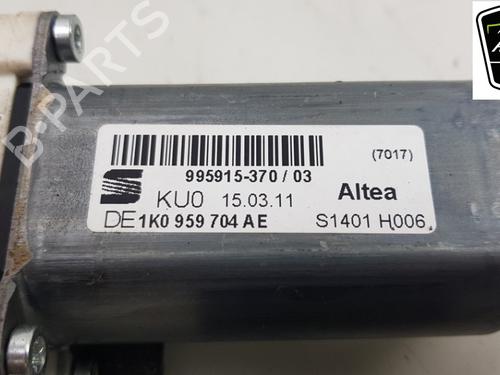 B-PARTS
995915-370 / 03
(7017)
KU0 15.03.11
Altea
DE 1K0 959 704 AE
S1401 H006